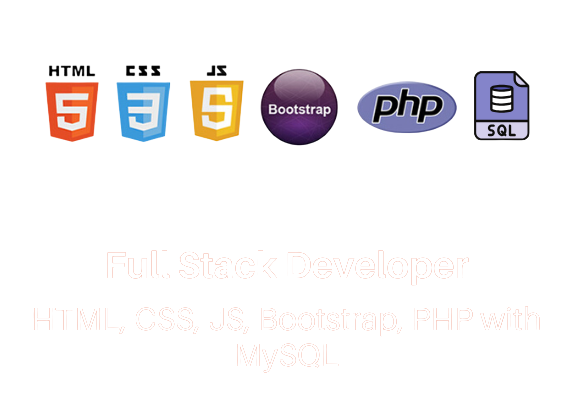 HTML CSS JS
5 3 5
Bootstrap php
SQL
Full Stack Developer
HTML, CSS, JS, Bootstrap, PHP with
MySQL